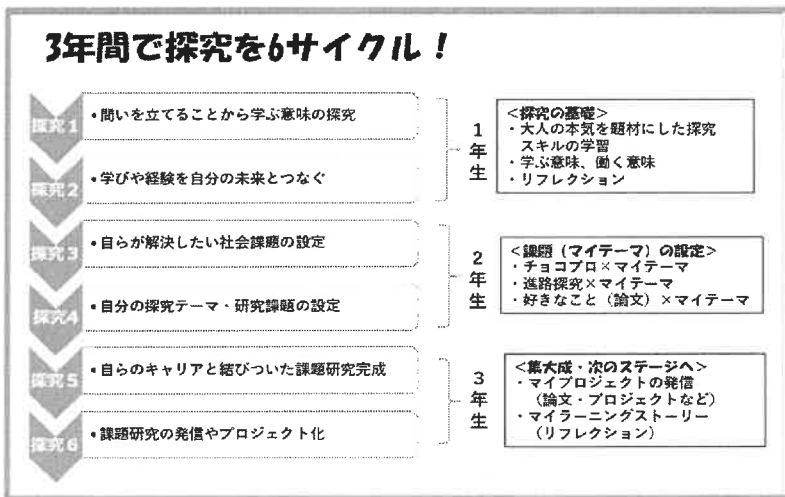 3年間で探究を6サイクル！
探究1
•問いを立てることから学ぶ意味の探究
探究2
•学びや経験を自分の未来とつなぐ
1年生
<探究の基礎>
・大人の本気を題材にした探究
スキルの学習
・学ぶ意味、働く意味
・リフレクション
探究3
•自らが解決したい社会課題の設定
探究4
•自分の探究テーマ・研究課題の設定
2年生
<課題（マイテーマ）の設定>
・チョコプロ×マイテーマ
・進路探究×マイテーマ
・好きなこと（論文）×マイテーマ
探究5
•自らのキャリアと結びついた課題研究完成
探究6
•課題研究の発信やプロジェクト化
3年生
<集大成・次のステージへ>
・マイプロジェクトの発信
（論文・プロジェクトなど）
・マイラーニングストーリー
（リフレクション）